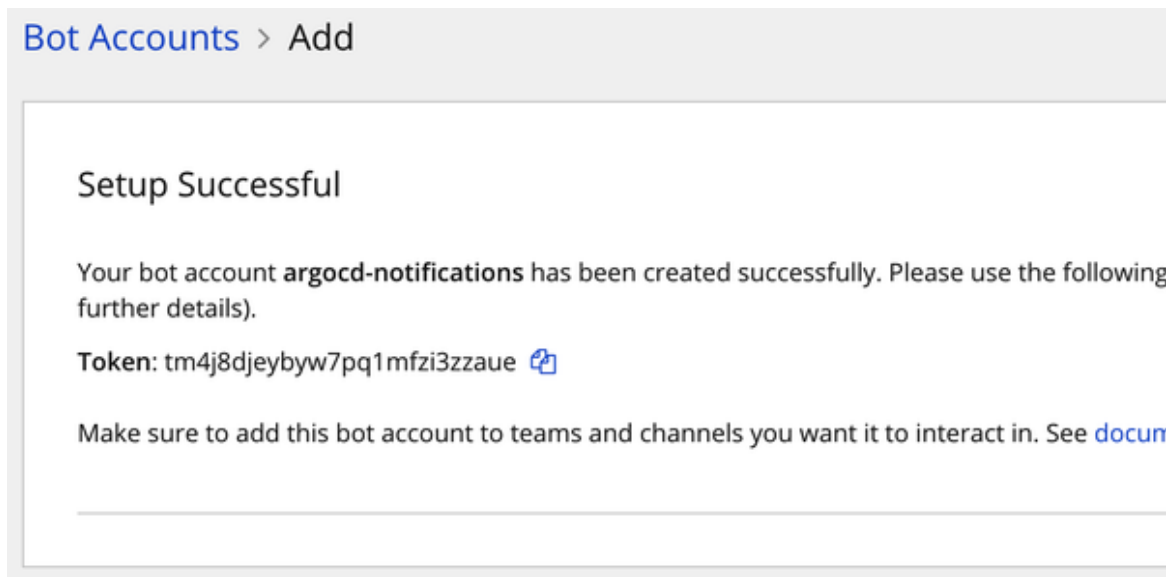 Bot Accounts > Add
Setup Successful
Your bot account argocd-notifications has been created successfully. Please use the following
further details).
Token: tm4j8djeybyw7pq1mfzi3zzaue
Make sure to add this bot account to teams and channels you want it to interact in. See docum